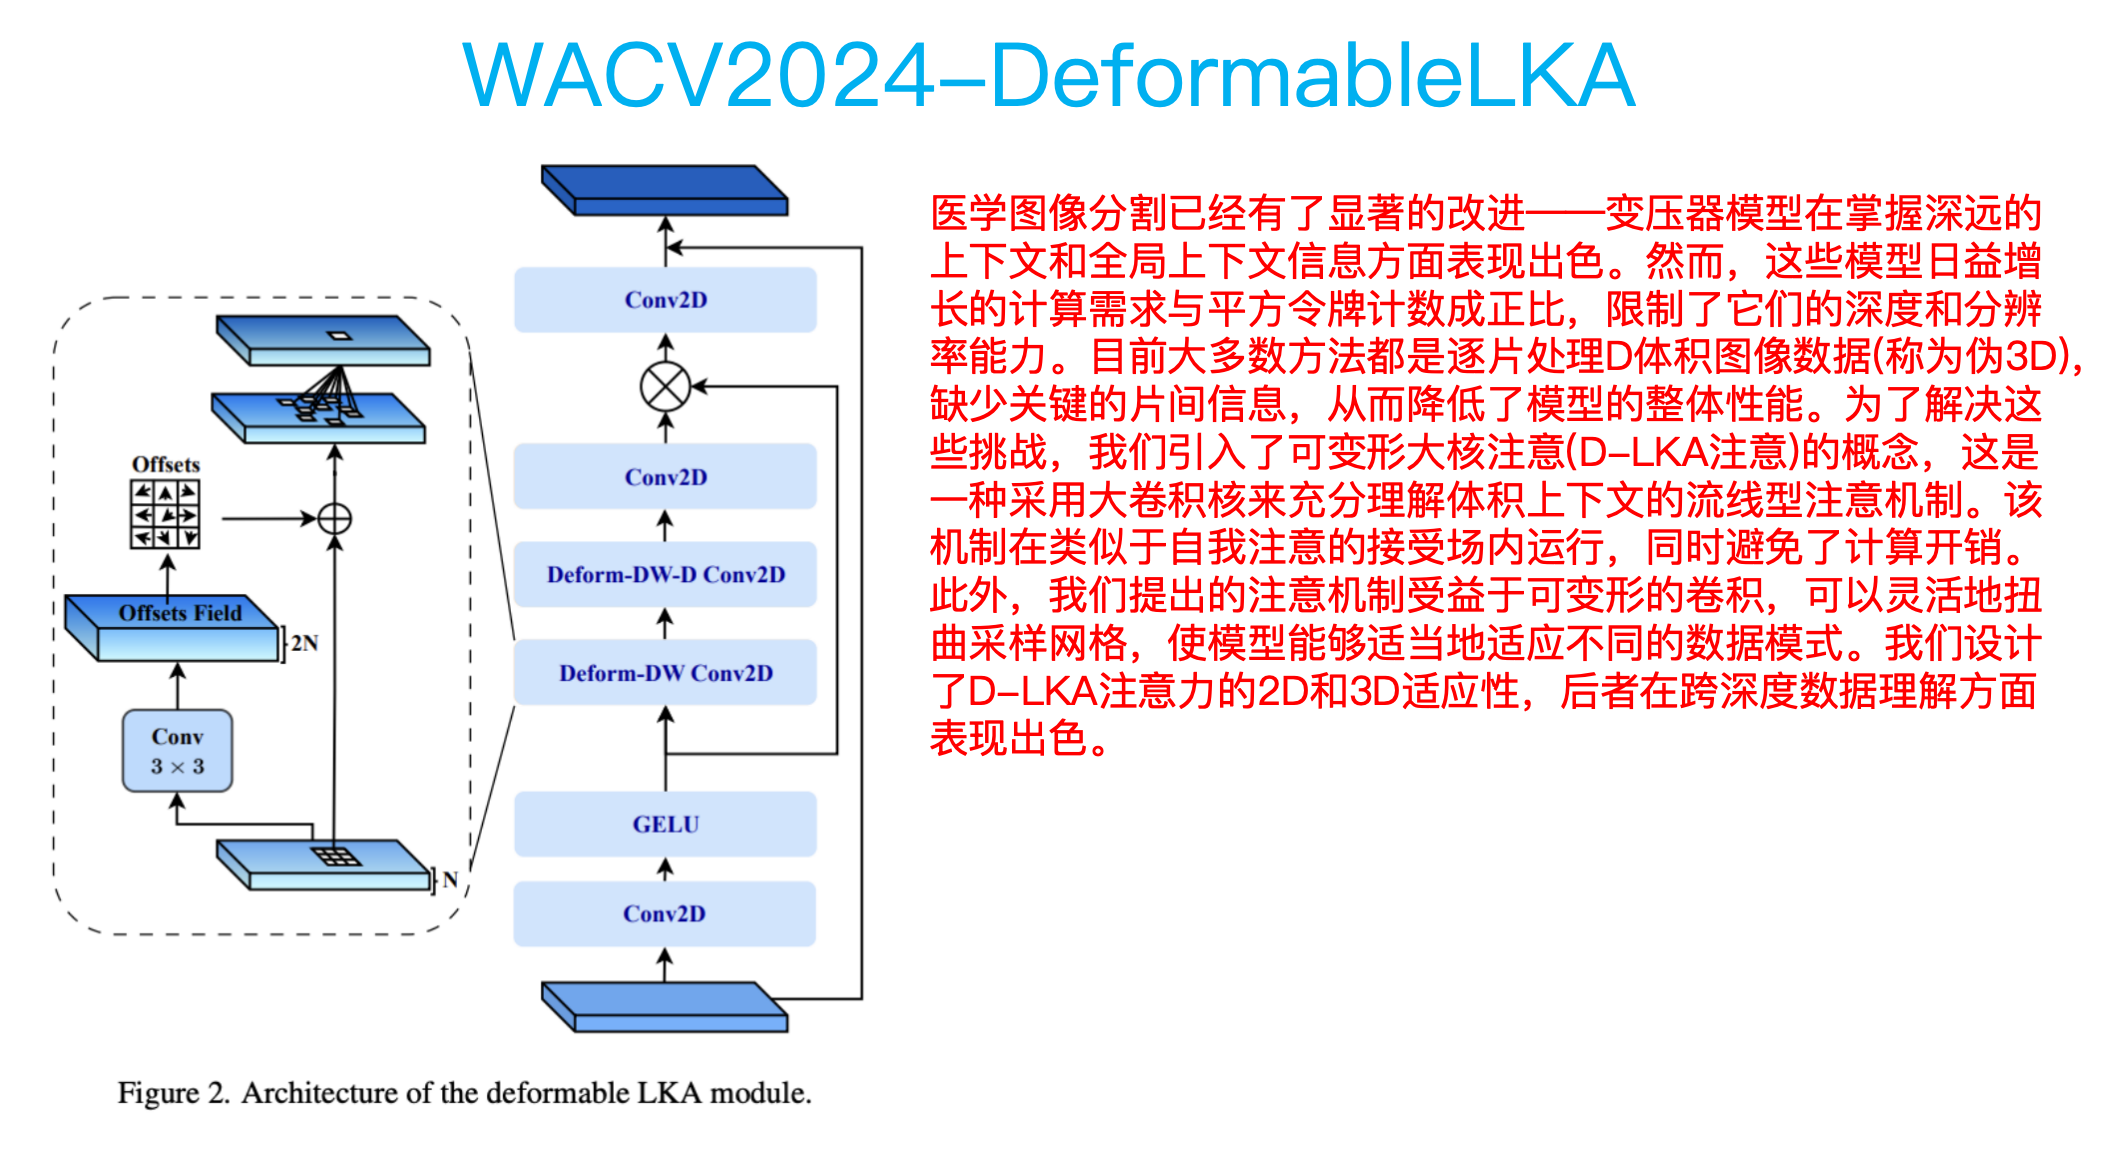 WACV2024-DeformableLKA
医学图像分割已经有了显著的改进——变压器模型在掌握深远的
上下文和全局上下文信息方面表现出色。然而，这些模型日益增
长的计算需求与平方令牌计数成正比，限制了它们的深度和分辨
率能力。目前大多数方法都是逐片处理D体积图像数据(称为伪3D)，
缺少关键的片间信息，从而降低了模型的整体性能。为了解决这
些挑战，我们引入了可变形大核注意(D-LKA注意)的概念，这是
一种采用大卷积核来充分理解体积上下文的流线型注意机制。该
机制在类似于自我注意的接受场内运行，同时避免了计算开销。
此外，我们提出的注意机制受益于可变形的卷积，可以灵活地扭
曲采样网格，使模型能够适当地适应不同的数据模式。我们设计
了D-LKA注意力的2D和3D适应性，后者在跨深度数据理解方面
表现出色。
Offsets
Offsets Field
2N
Conv
3 × 3
N
Conv2D
Conv2D
Deform-DW-D Conv2D
Deform-DW Conv2D
GELU
Conv2D
Figure 2. Architecture of the deformable LKA module.